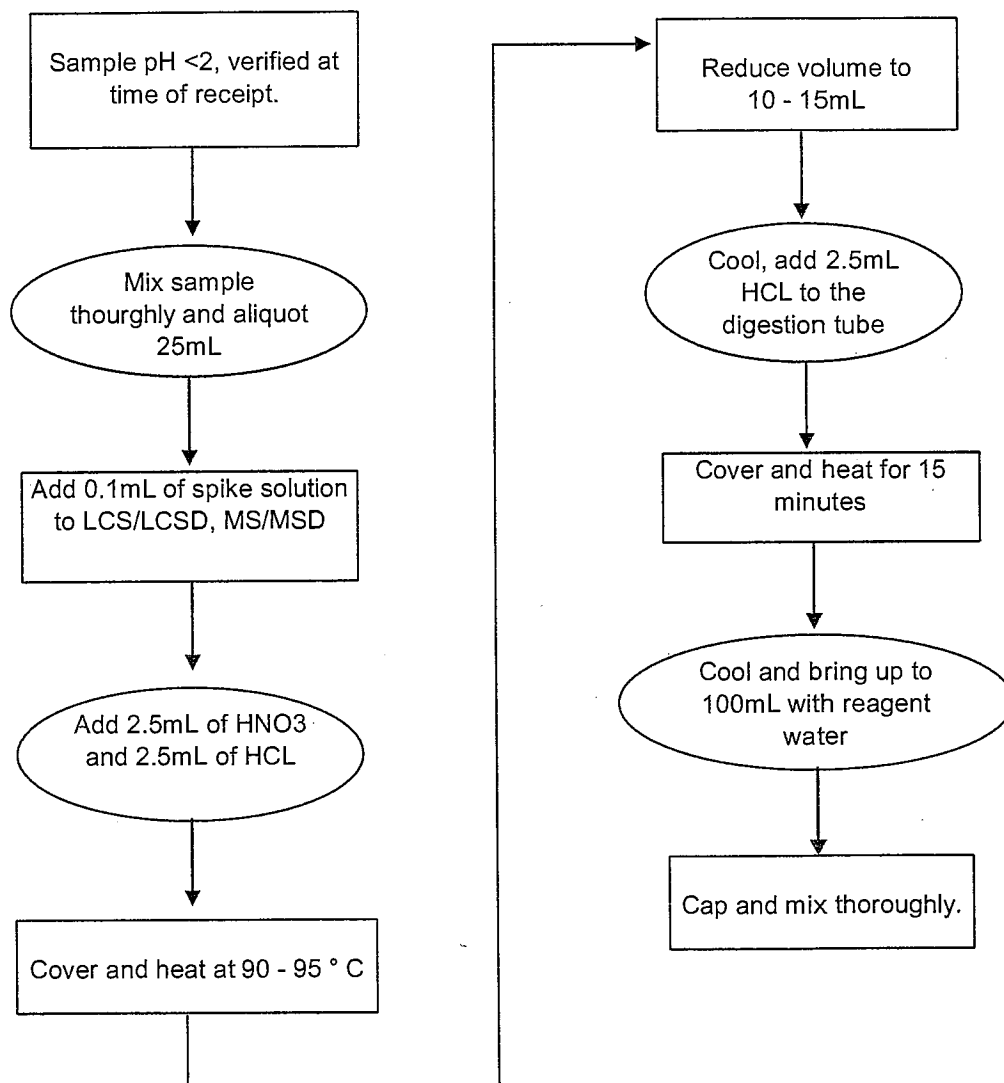 Sample pH <2, verified at
time of receipt.
Mix sample
thourghly and aliquot
25mL
Add 0.1mL of spike solution
to LCS/LCSD, MS/MSD
Add 2.5mL of HNO3
and 2.5mL of HCL
Cover and heat at 90 - 95 ° C
Reduce volume to
10 - 15mL
Cool, add 2.5mL
HCL to the
digestion tube
Cover and heat for 15
minutes
Cool and bring up to
100mL with reagent
water
Cap and mix thoroughly.